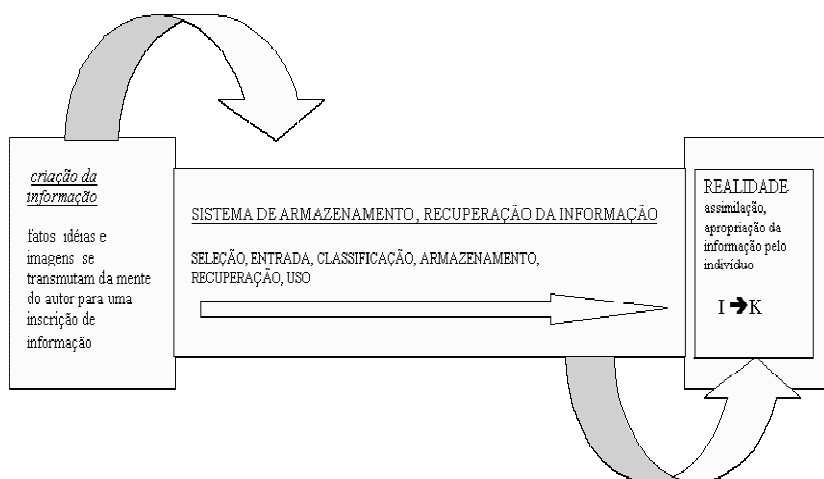 criação da
informação
fatos idéias e
imagens se
transmutam da mente
do autor para uma
inscrição de
informação
SISTEMA DE ARMAZENAMENTO , RECUPERAÇÃO DA INFORMAÇÃO
SELEÇÃO, ENTRADA, CLASSIFICAÇÃO, ARMAZENAMENTO,
RECUPERAÇÃO, USO
REALIDADE
assimilação,
apropriação da
informação pelo
indivíduo
I ➔ K